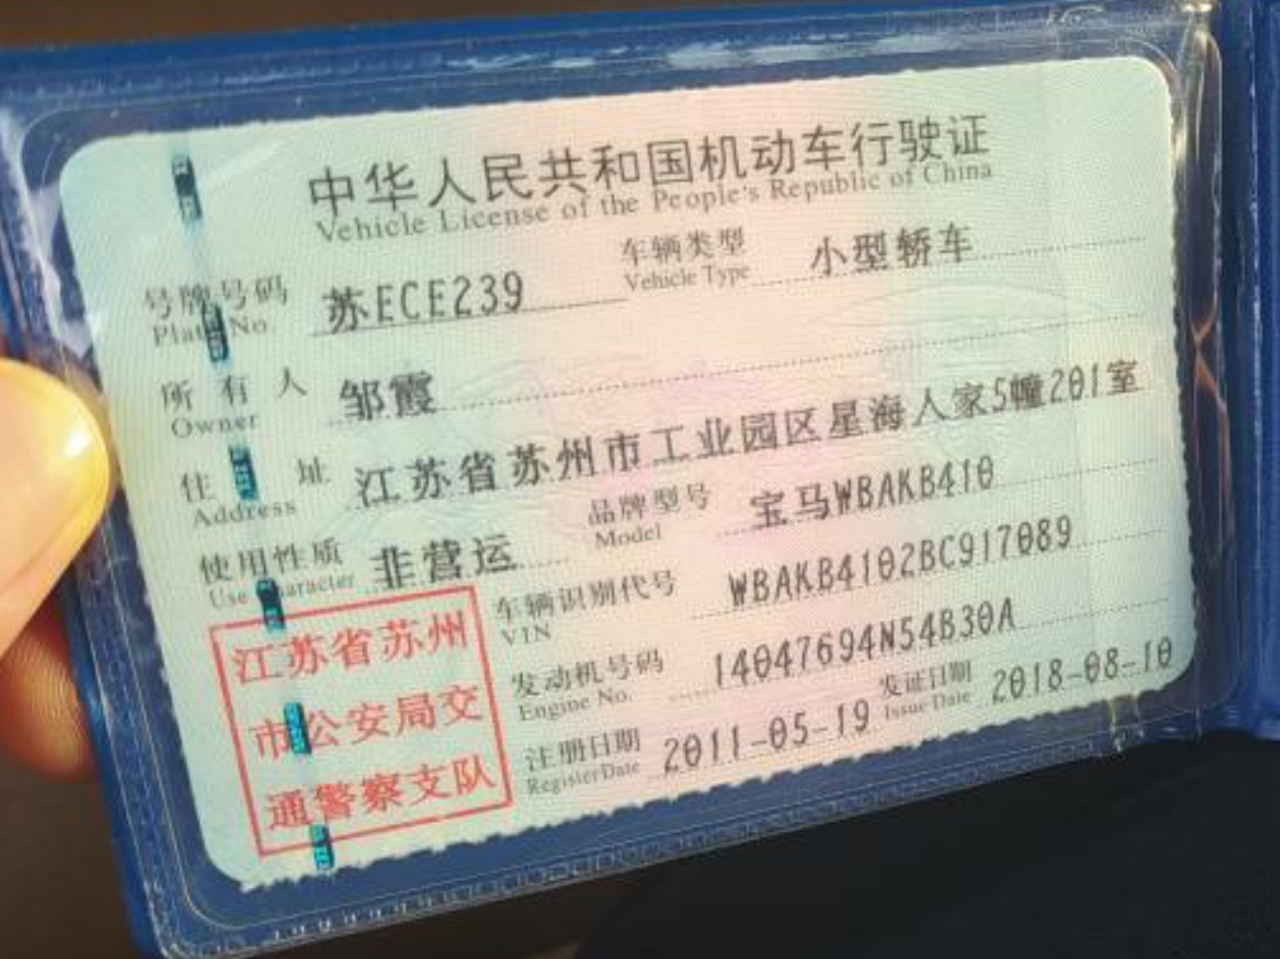 中华人民共和国机动车行驶证
Vehicle License of the People's Republic of China
号牌号码 苏ECE239 车辆类型 小型轿车
Plate No Vehicle Type
所有人 邹霞
Owner
住址 江苏省苏州市工业园区星海人家5幢201室
Address
使用性质 非营运 品牌型号 宝马WBAKB410
Use Character Model
车辆识别代号 WBAKB4102BC917089
VIN
发动机号码 14047694N54B30A
Engine No.
注册日期 2011-05-19 发证日期 2018-08-10
Register Date Issue Date
江苏省苏州
市公安局交
通警察支队